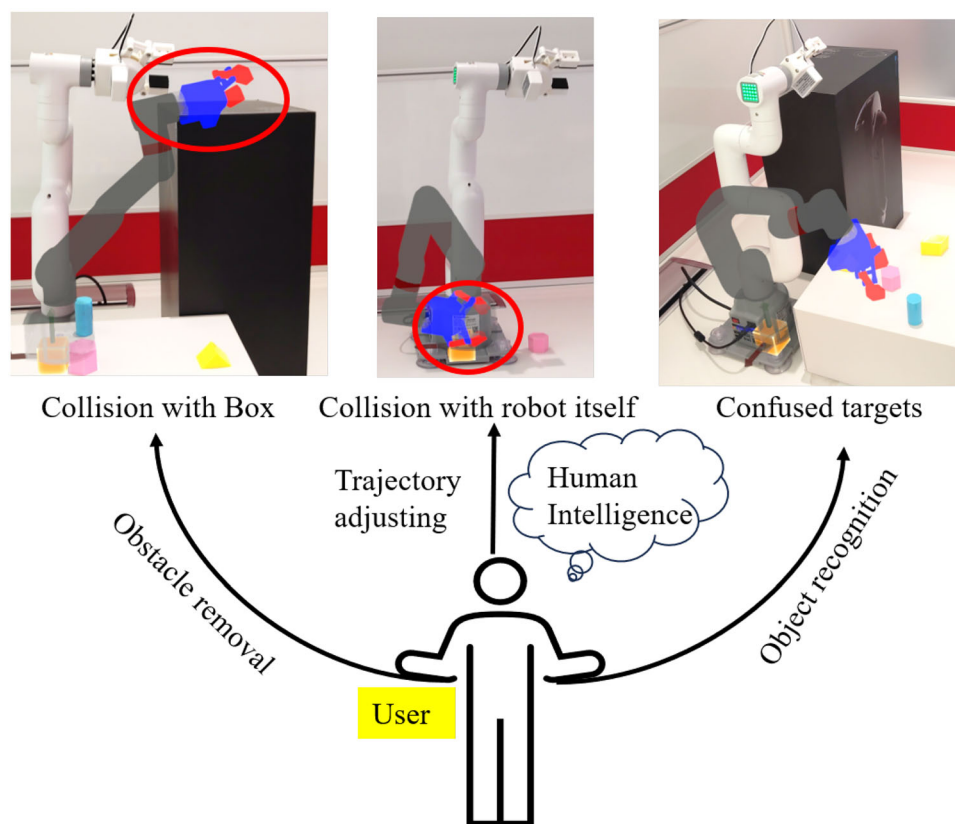 Collision with Box
Collision with robot itself
Confused targets
Trajectory
adjusting
Human
Intelligence
Obstacle removal
Object recognition
User